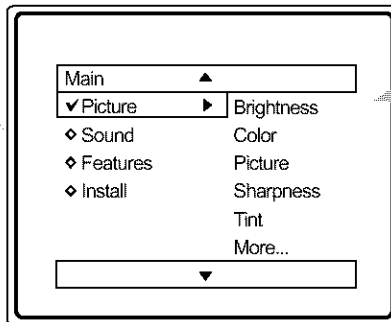 Main
Picture Brightness
Sound Color
Features Picture
Install Sharpness
Tint
More...